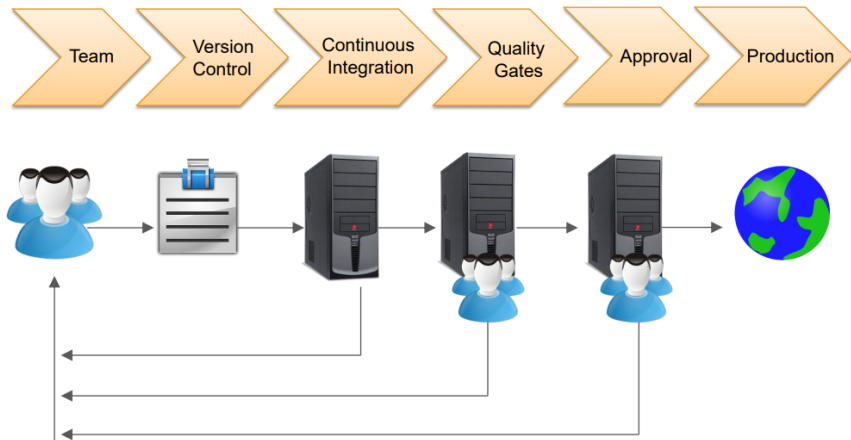 Team
Version
Control
Continuous
Integration
Quality
Gates
Approval
Production